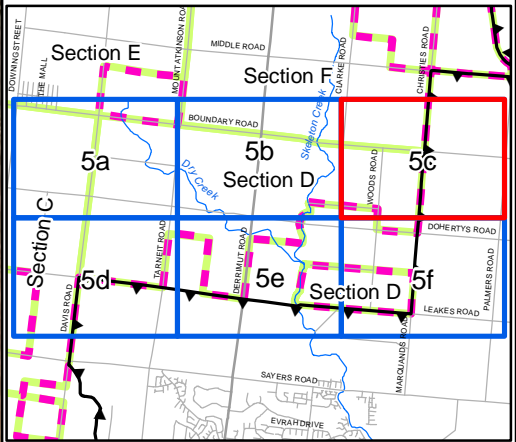 DOWNING STREET
THE MALL
Section E
MOUNT ATKINSON RO
MIDDLE ROAD
Section F
CLARKE ROAD
CHRISTIES ROAD
BOUNDARY ROAD
Skeleton Creek
5a
5b
5c
Section D
Dry Creek
WOODS ROAD
Section C
TARNEIT ROAD
DERRIMUT ROAD
DOHERTYS ROAD
PALMERS ROAD
5d
5e
5f
Section D
DAVIS ROAD
LEAKES ROAD
MARQUANDS ROAD
SAYERS ROAD
EVRAH DRIVE